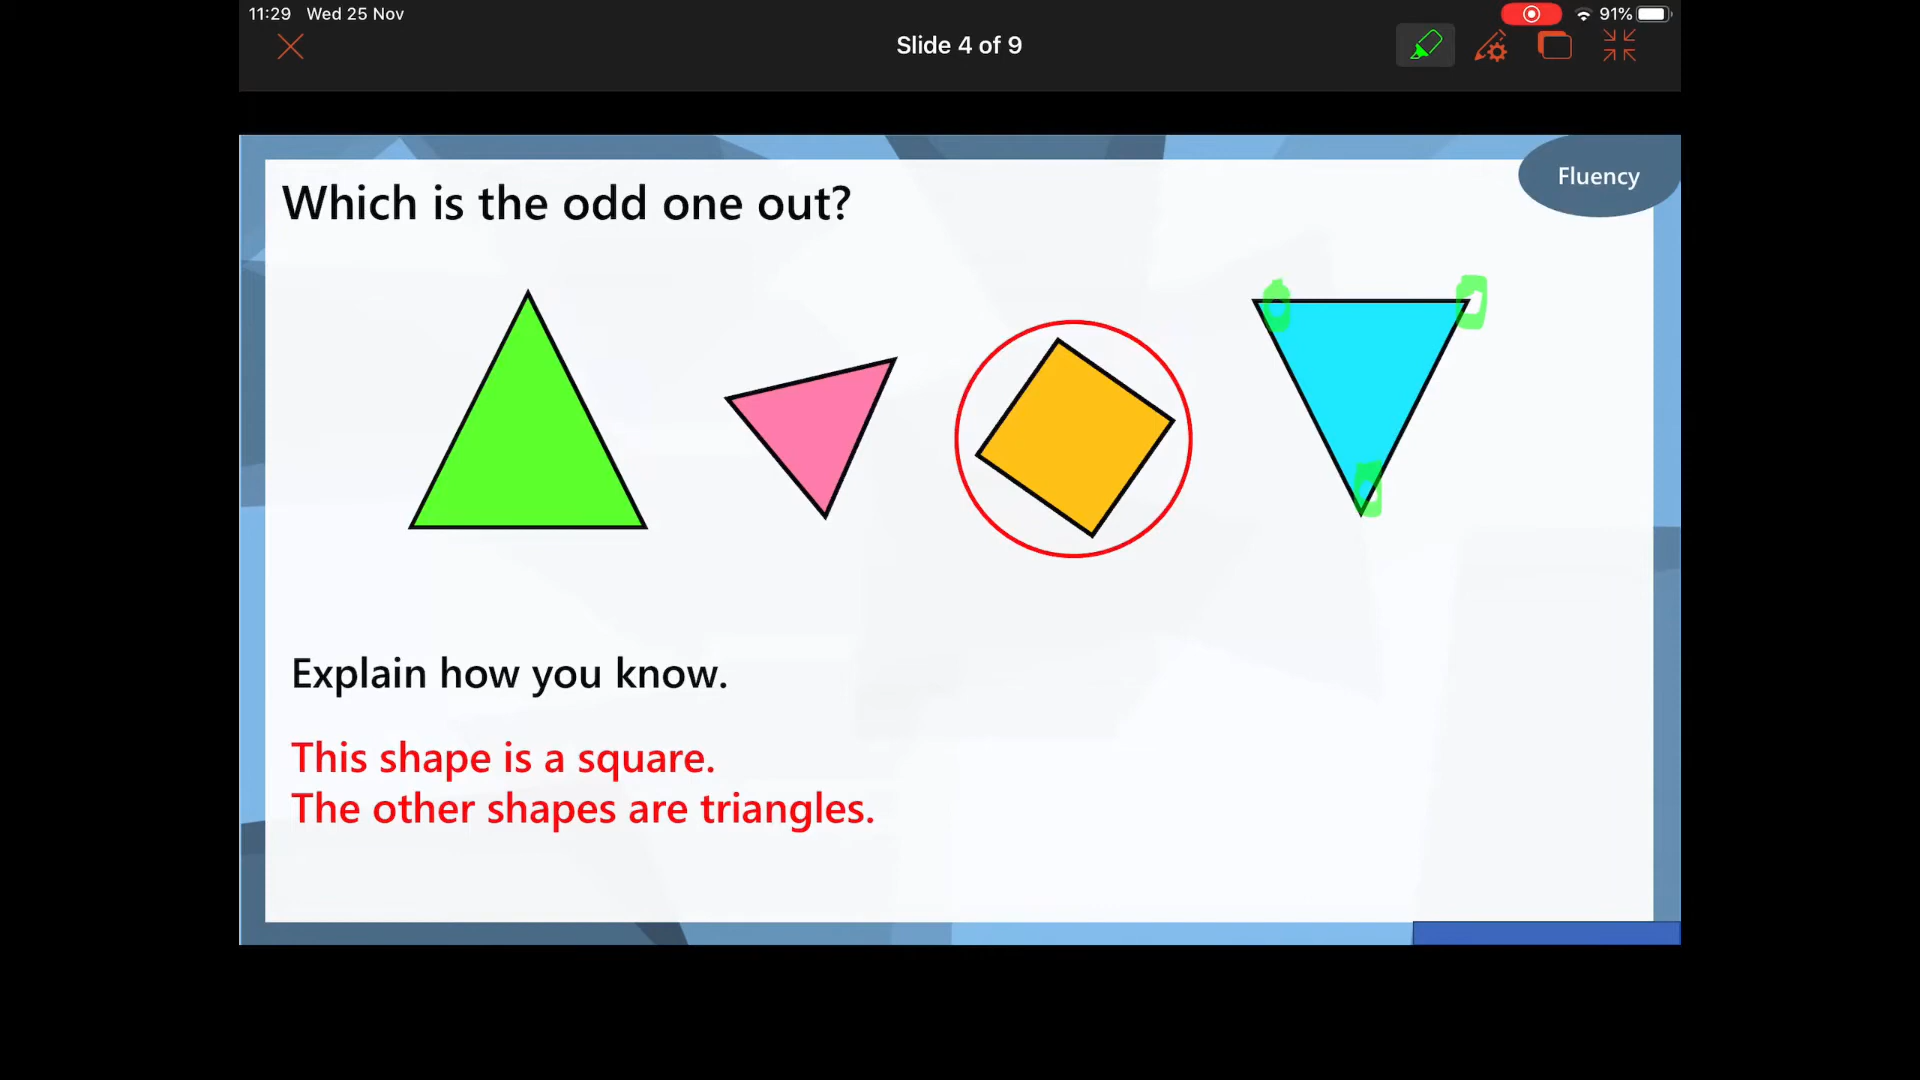 11:29 Wed 25 Nov
91%
Slide 4 of 9
Fluency
Which is the odd one out?
Explain how you know.
This shape is a square.
The other shapes are triangles.